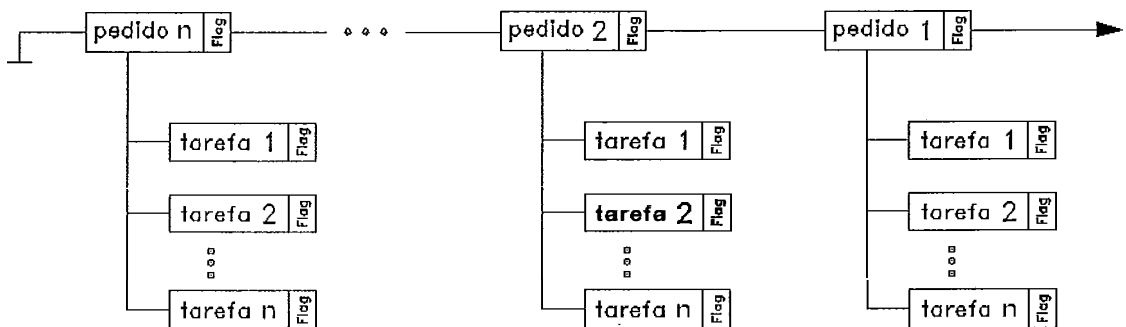 pedido n Flag pedido 2 Flag pedido 1 Flag
tarefa 1 Flag tarefa 1 Flag tarefa 1 Flag
tarefa 2 Flag tarefa 2 Flag tarefa 2 Flag
tarefa n Flag tarefa n Flag tarefa n Flag